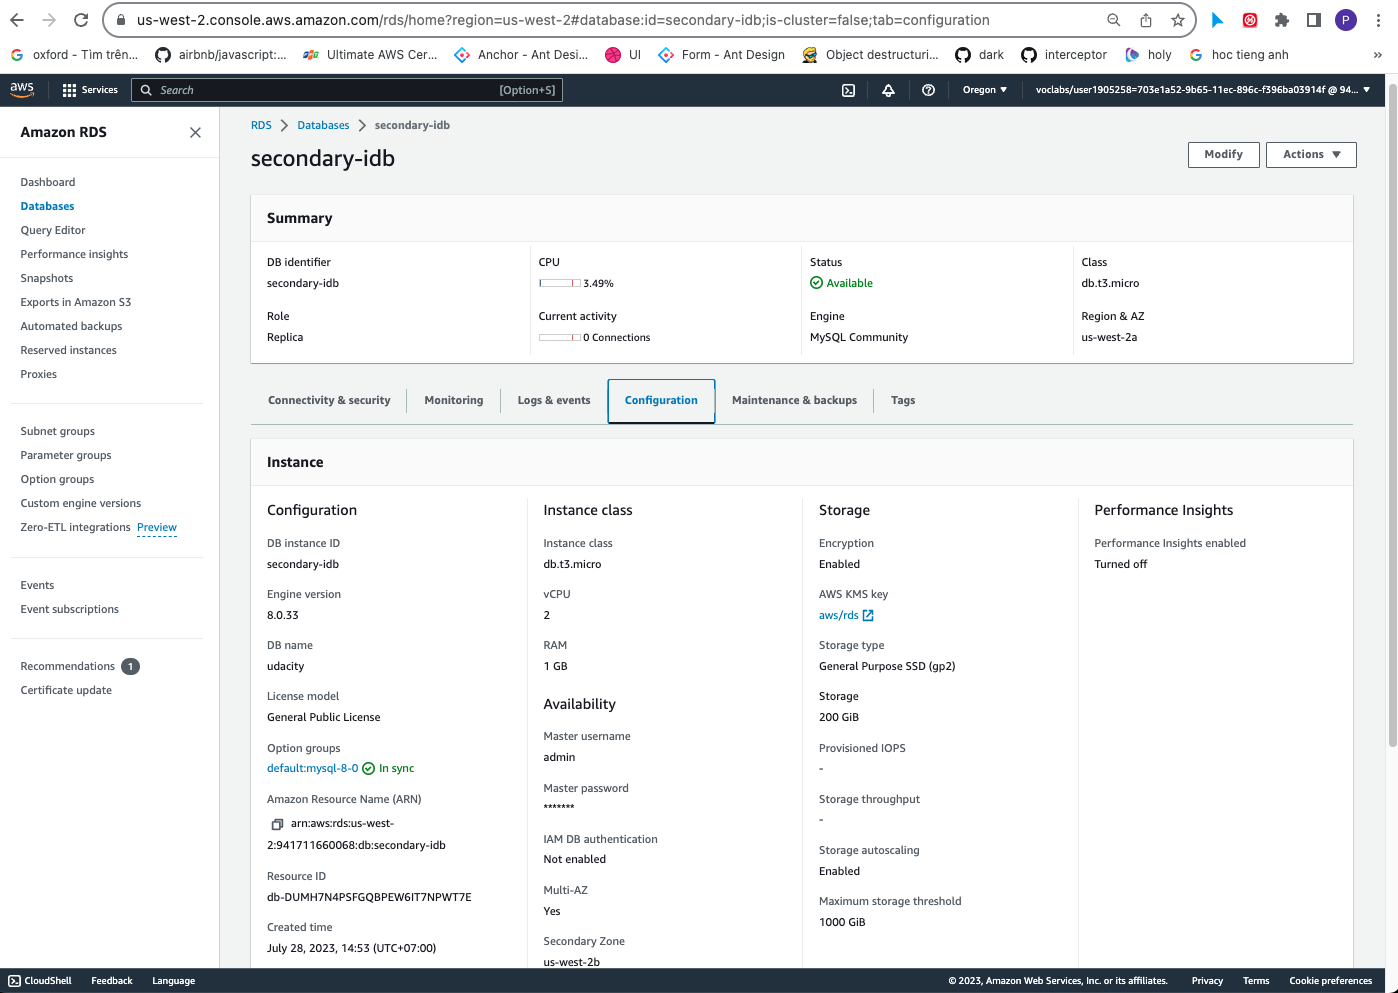 us-west-2.console.aws.amazon.com/rds/home?region=us-west-2#database:id=secondary-idb;is-cluster=false;tab=configuration
P
oxford - Tìm trên... airbnb/javascript:... Ultimate AWS Cer... Anchor - Ant Desi... UI Form - Ant Design Object destructuri... dark interceptor holy hoc tieng anh »
aws Services Search [Option+S] Oregon ▼ voclabs/user1905258=703e1a52-9b65-11ec-896c-f396ba03914f @ 94... ▼
Amazon RDS
Dashboard
Databases
Query Editor
Performance insights
Snapshots
Exports in Amazon S3
Automated backups
Reserved instances
Proxies
Subnet groups
Parameter groups
Option groups
Custom engine versions
Zero-ETL integrations Preview
Events
Event subscriptions
Recommendations 1
Certificate update
RDS > Databases > secondary-idb
secondary-idb
Modify Actions ▼
Summary
DB identifier
secondary-idb
Role
Replica
CPU
3.49%
Current activity
0 Connections
Status
Available
Engine
MySQL Community
Class
db.t3.micro
Region & AZ
us-west-2a
Connectivity & security Monitoring Logs & events Configuration Maintenance & backups Tags
Instance
Configuration
DB instance ID
secondary-idb
Engine version
8.0.33
DB name
udacity
License model
General Public License
Option groups
default:mysql-8-0 In sync
Amazon Resource Name (ARN)
arn:aws:rds:us-west-
2:941711660068:db:secondary-idb
Resource ID
db-DUMH7N4PSFGQBPEW6IT7NPWT7E
Created time
July 28, 2023, 14:53 (UTC+07:00)
Instance class
Instance class
db.t3.micro
vCPU
2
RAM
1 GB
Availability
Master username
admin
Master password
*******
IAM DB authentication
Not enabled
Multi-AZ
Yes
Secondary Zone
us-west-2b
Storage
Encryption
Enabled
AWS KMS key
aws/rds
Storage type
General Purpose SSD (gp2)
Storage
200 GiB
Provisioned IOPS
-
Storage throughput
-
Storage autoscaling
Enabled
Maximum storage threshold
1000 GiB
Performance Insights
Performance Insights enabled
Turned off
CloudShell Feedback Language © 2023, Amazon Web Services, Inc. or its affiliates. Privacy Terms Cookie preferences